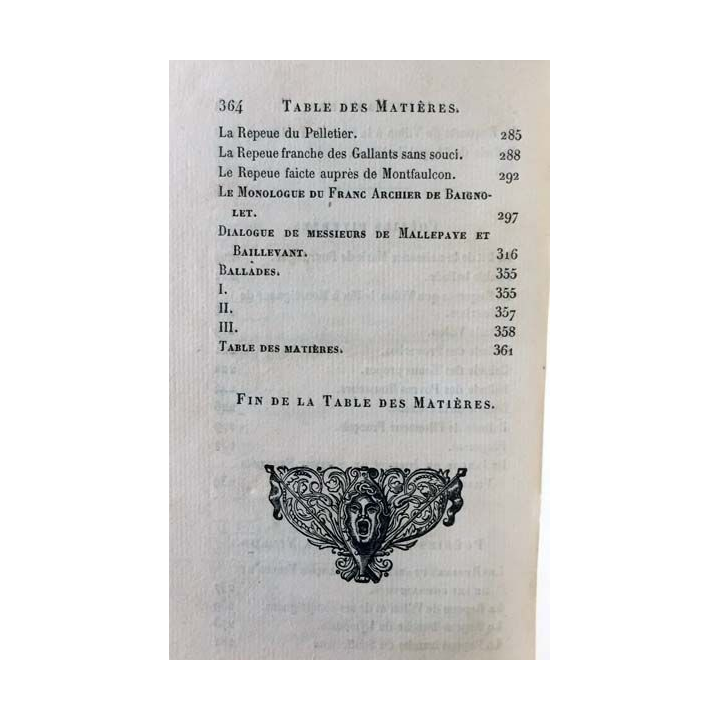 364 TABLE DES MATIÈRES.
La Repeue du Pelletier. 285
La Repeue franche des Gallants sans souci. 288
Le Repeue faicte auprès de Montfaulcon. 292
LE MONOLOGUE DU FRANC ARCHIER DE BAIGNO-
LET. 297
DIALOGUE DE MESSIEURS DE MALLEPAYE ET
BAILLEVANT. 316
BALLADES. 355
I. 355
II. 357
III. 358
TABLE DES MATIÈRES. 361
FIN DE LA TABLE DES MATIÈRES.